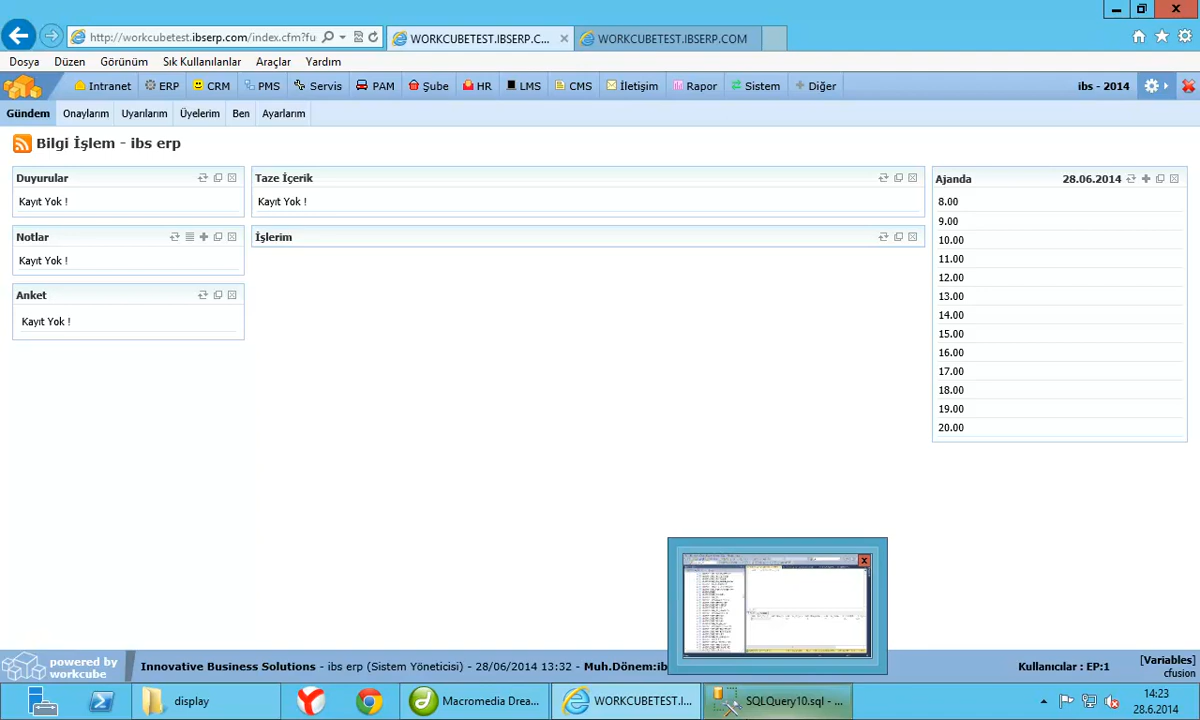 http://workcubetest.ibserp.com/index.cfm?fu
WORKCUBETEST.IBSERP.C...
WORKCUBETEST.IBSERP.COM
Dosya Düzen Görünüm Sık Kullanılanlar Araçlar Yardım
Intranet ERP CRM PMS Servis PAM Şube HR LMS CMS İletişim Rapor Sistem Diğer ibs - 2014
Gündem Onaylarım Uyarılarım Üyelerim Ben Ayarlarım
Bilgi İşlem - ibs erp
Duyurular
Kayıt Yok !
Notlar
Kayıt Yok !
Anket
Kayıt Yok !
Taze İçerik
Kayıt Yok !
İşlerim
Ajanda 28.06.2014
8.00
9.00
10.00
11.00
12.00
13.00
14.00
15.00
16.00
17.00
18.00
19.00
20.00
powered by
workcube
Innovative Business Solutions - ibs erp (Sistem Yöneticisi) - 28/06/2014 13:32 - Muh.Dönem:ib
Kullanıcılar : EP:1
[Variables]
cfusion
display
Macromedia Drea...
WORKCUBETEST.I...
SQLQuery10.sql - ...
14:23
28.6.2014